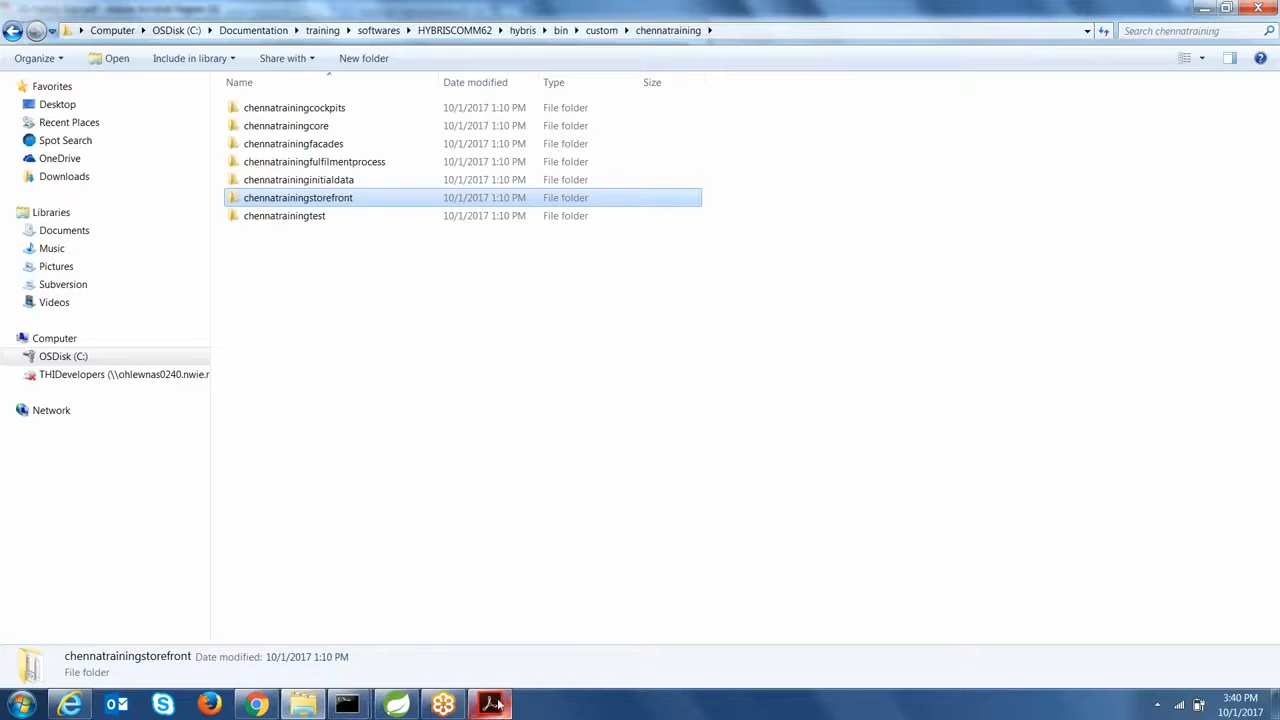 Computer OSDisk (C:) Documentation training softwares HYBRISCOMM62 hybris bin custom chennatraining
Search chennatraining
Organize Open Include in library Share with New folder
Name Date modified Type Size
Favorites
Desktop
Recent Places
Spot Search
OneDrive
Downloads
Libraries
Documents
Music
Pictures
Subversion
Videos
Computer
OSDisk (C:)
THIDevelopers (\\ohlewnas0240.nwie.r
Network
chennatrainingcockpits 10/1/2017 1:10 PM File folder
chennatrainingcore 10/1/2017 1:10 PM File folder
chennatrainingfacades 10/1/2017 1:10 PM File folder
chennatrainingfulfilmentprocess 10/1/2017 1:10 PM File folder
chennatraininginitialdata 10/1/2017 1:10 PM File folder
chennatrainingstorefront 10/1/2017 1:10 PM File folder
chennatrainingtest 10/1/2017 1:10 PM File folder
chennatrainingstorefront Date modified: 10/1/2017 1:10 PM
File folder
3:40 PM
10/1/2017